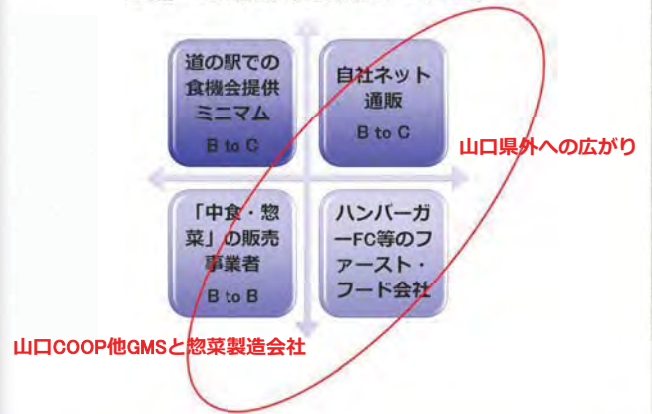 道の駅での
食機会提供
ミニマム
B to C
自社ネット
通販
B to C
山口県外への広がり
「中食・惣
菜」の販売
事業者
B to B
ハンバーガ
ーFC等のフ
ァースト・
フード会社
山口COOP他GMSと惣菜製造会社